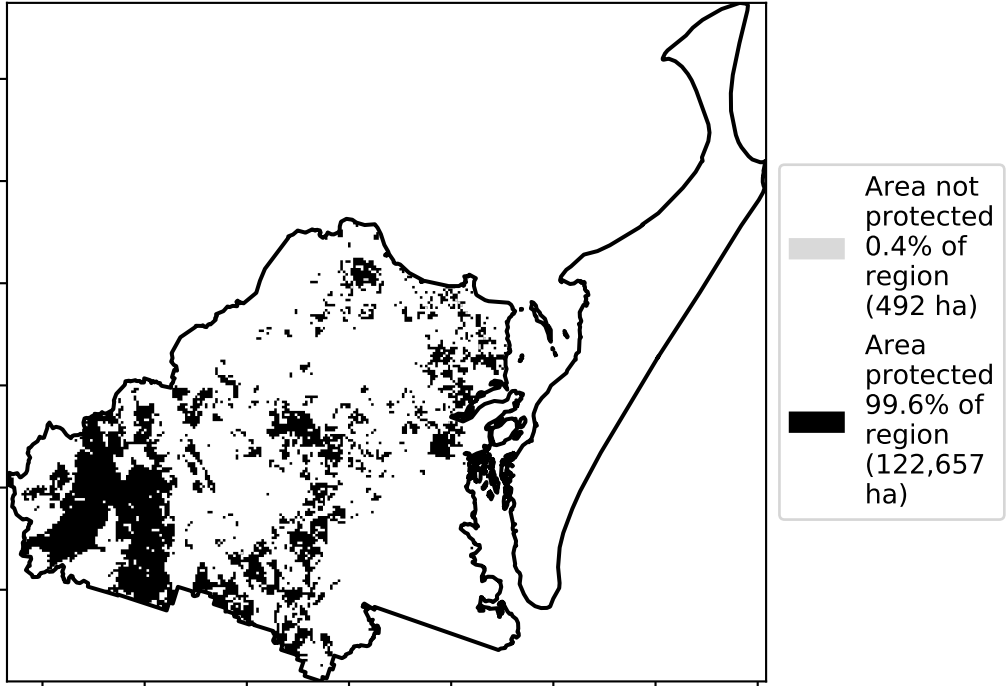 Area not
protected
0.4% of
region
(492 ha)
Area
protected
99.6% of
region
(122,657
ha)